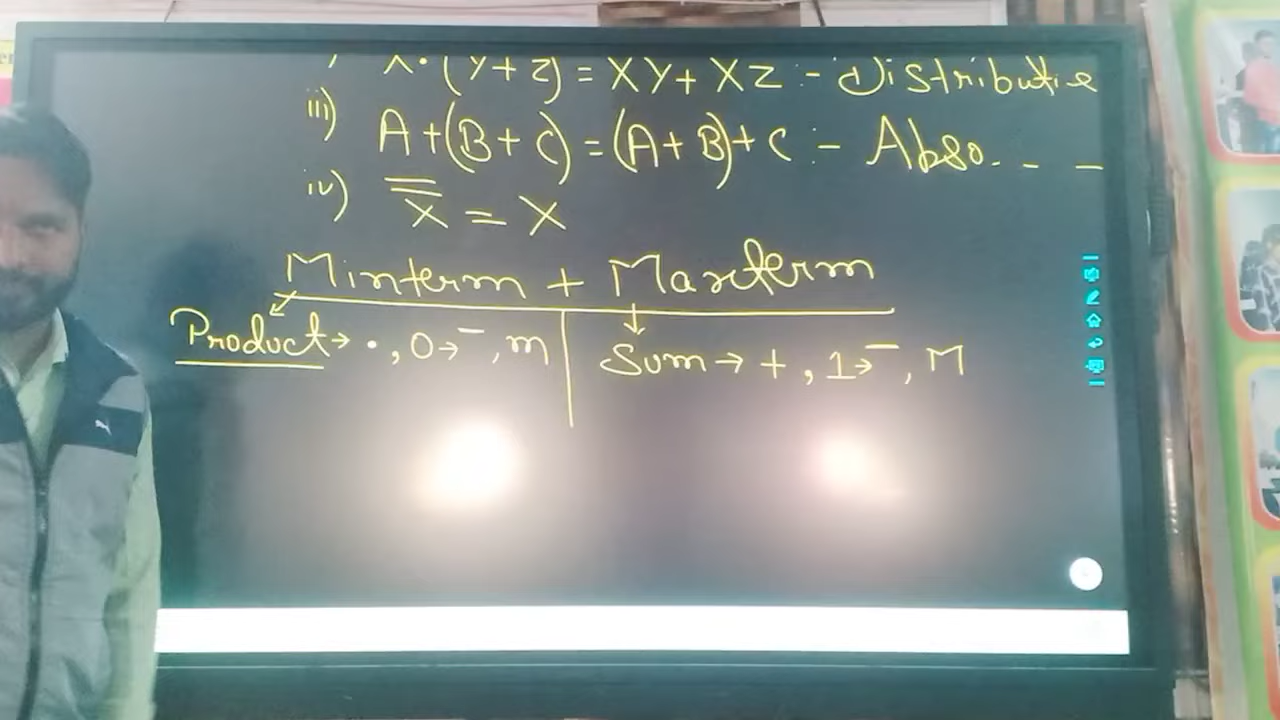 X·(Y+Z) = XY + XZ - Distributive
iii) A+(B+C) = (A+B)+C - Abso. - -
iv) X̿ = X
Minterm + Maxterm
Product → ·, 0→¯, m
Sum → +, 1→¯, M